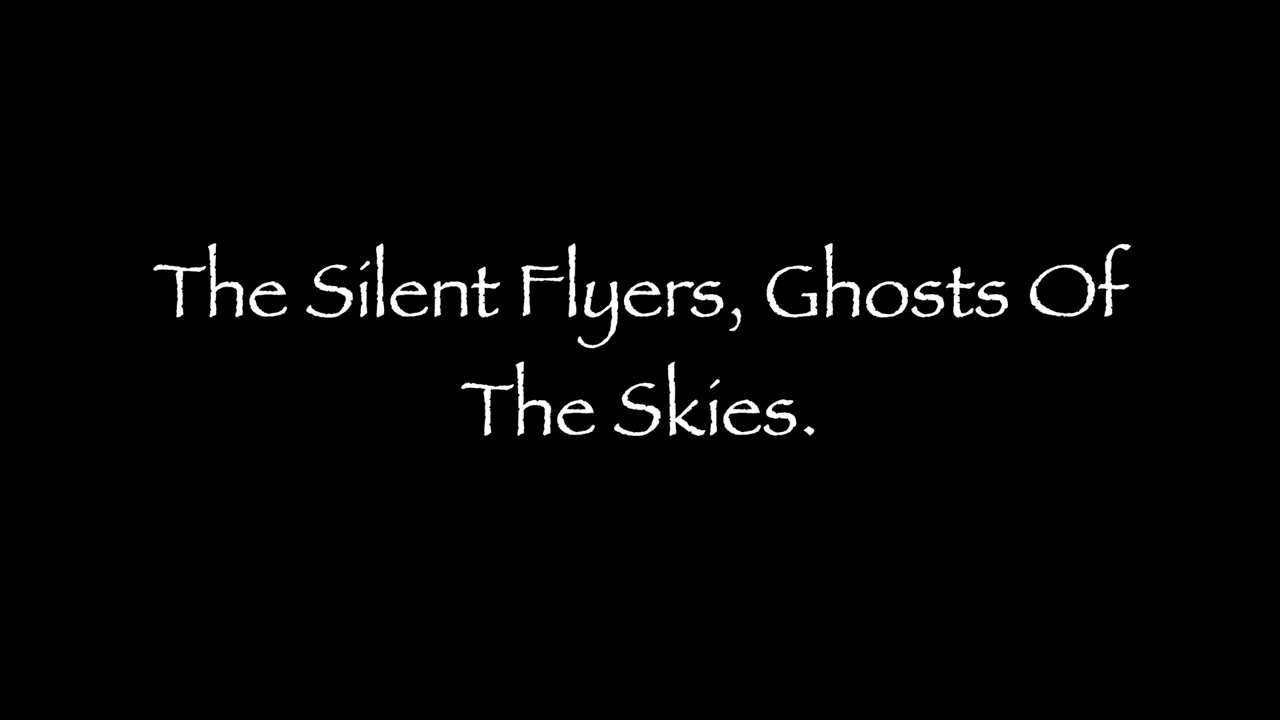 The Silent Flyers, Ghosts Of
The Skies.